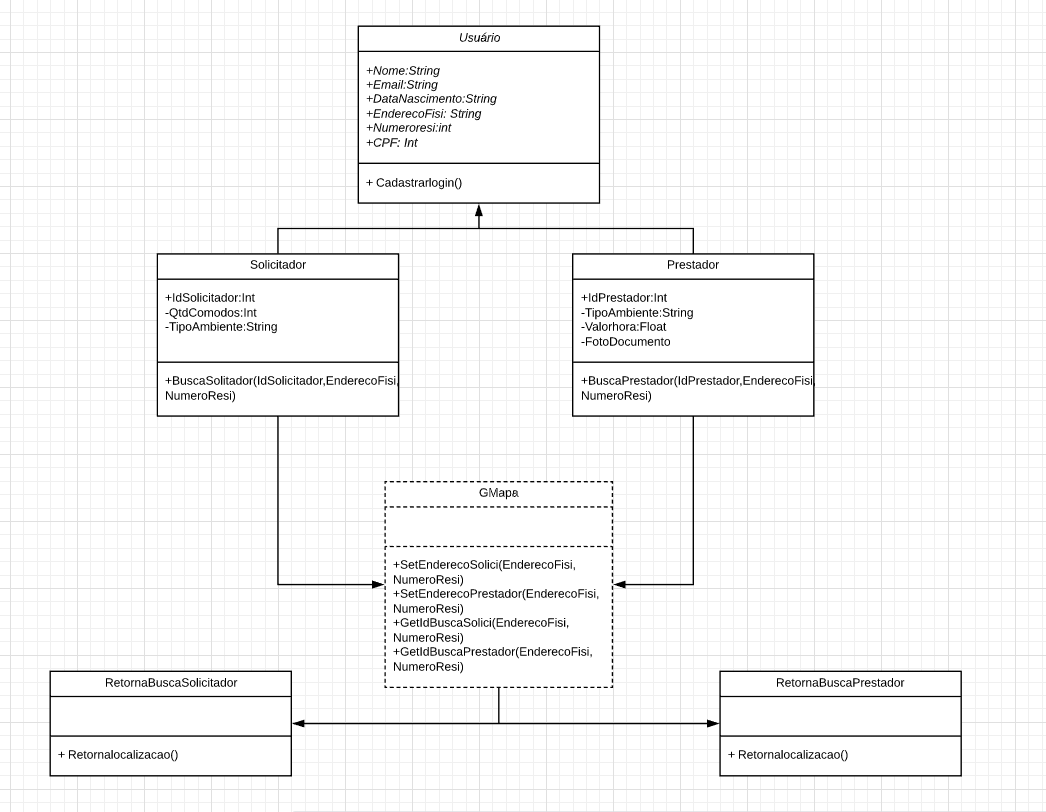 Usuário
+Nome:String
+Email:String
+DataNascimento:String
+EnderecoFisi: String
+Numeroresi:int
+CPF: Int
+ Cadastrarlogin()
Solicitador
+IdSolicitador:Int
-QtdComodos:Int
-TipoAmbiente:String
+BuscaSolitador(IdSolicitador,EnderecoFisi,
NumeroResi)
Prestador
+IdPrestador:Int
-TipoAmbiente:String
-Valorhora:Float
-FotoDocumento
+BuscaPrestador(IdPrestador,EnderecoFisi,
NumeroResi)
GMapa
+SetEnderecoSolici(EnderecoFisi,
NumeroResi)
+SetEnderecoPrestador(EnderecoFisi,
NumeroResi)
+GetIdBuscaSolici(EnderecoFisi,
NumeroResi)
+GetIdBuscaPrestador(EnderecoFisi,
NumeroResi)
RetornaBuscaSolicitador
+ Retornalocalizacao()
RetornaBuscaPrestador
+ Retornalocalizacao()